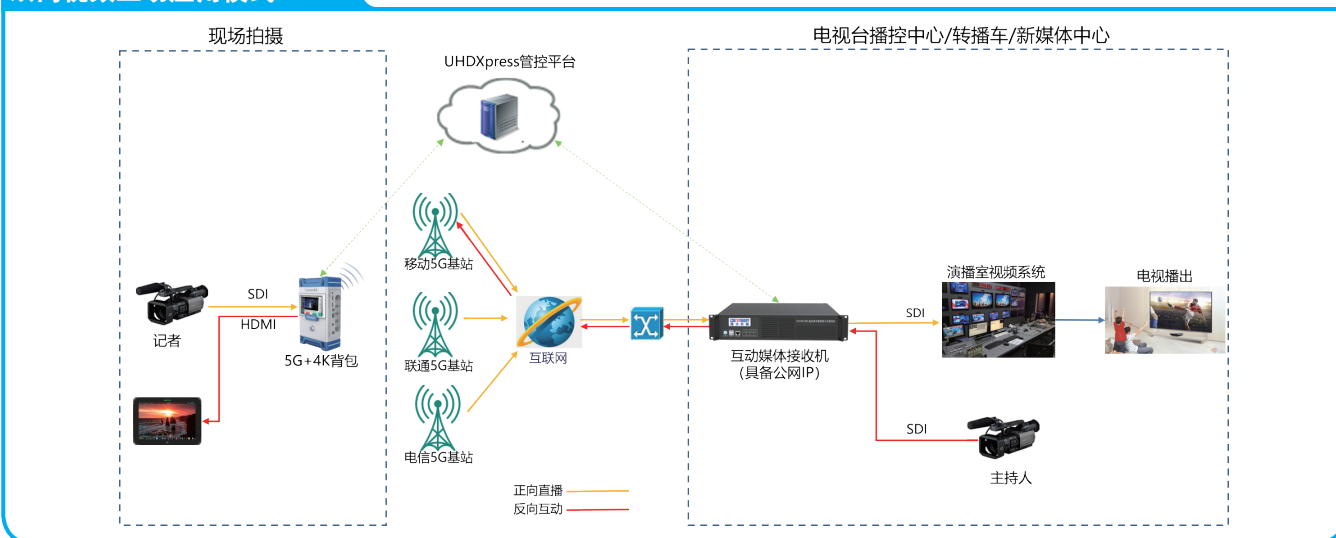 现场拍摄
电视台播控中心/转播车/新媒体中心
UHDXpress管控平台
移动5G基站
SDI
HDMI
记者
5G+4K背包
联通5G基站
互联网
电信5G基站
互动媒体接收机
（具备公网IP）
SDI
演播室视频系统
电视播出
SDI
主持人
正向直播
反向互动